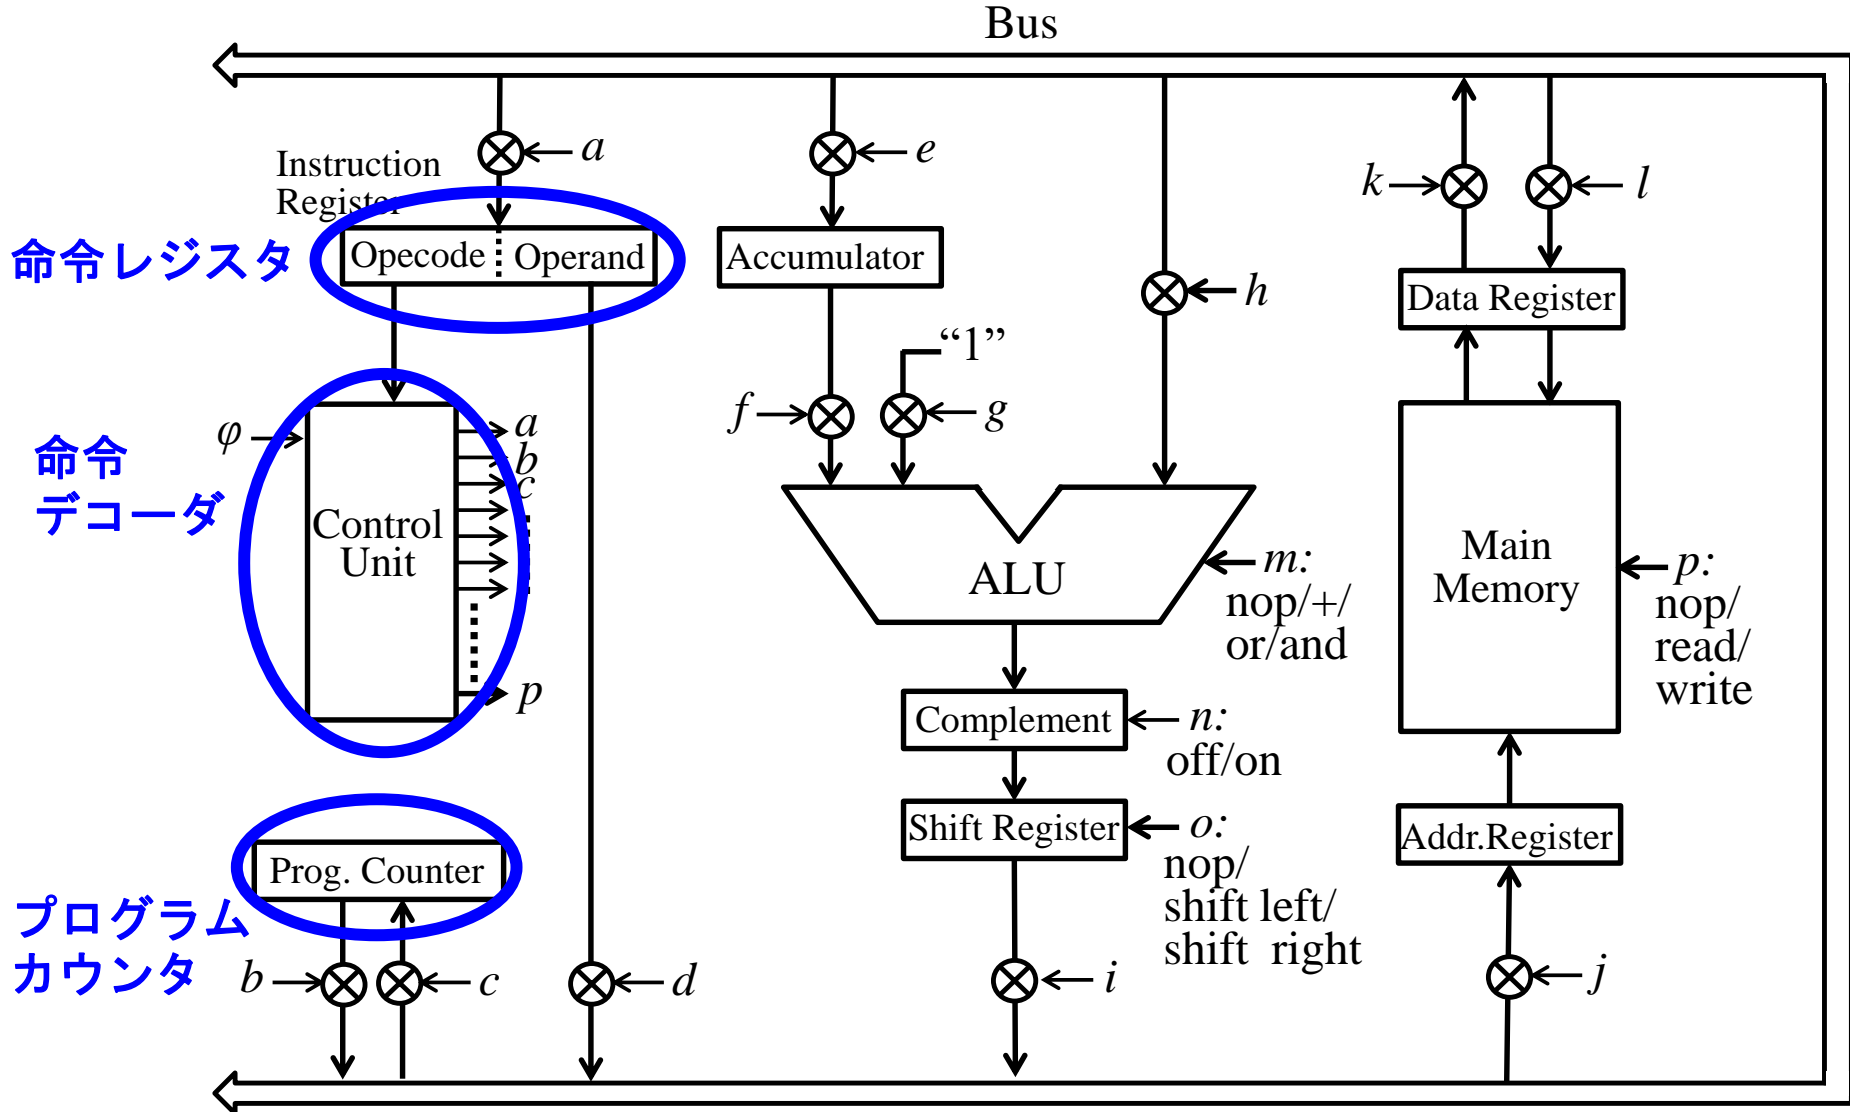 Bus
a
e
Instruction
Register
k
l
命令レジスタ
Opecode
Operand
Accumulator
h
Data Register
“1”
f
g
φ
a
b
c
命令
デコーダ
Control
Unit
ALU
m:
nop/+/
or/and
Main
Memory
p:
nop/
read/
write
p
Complement
n:
off/on
Shift Register
o:
nop/
shift left/
shift right
Addr.Register
Prog. Counter
プログラム
カウンタ
b
c
d
i
j